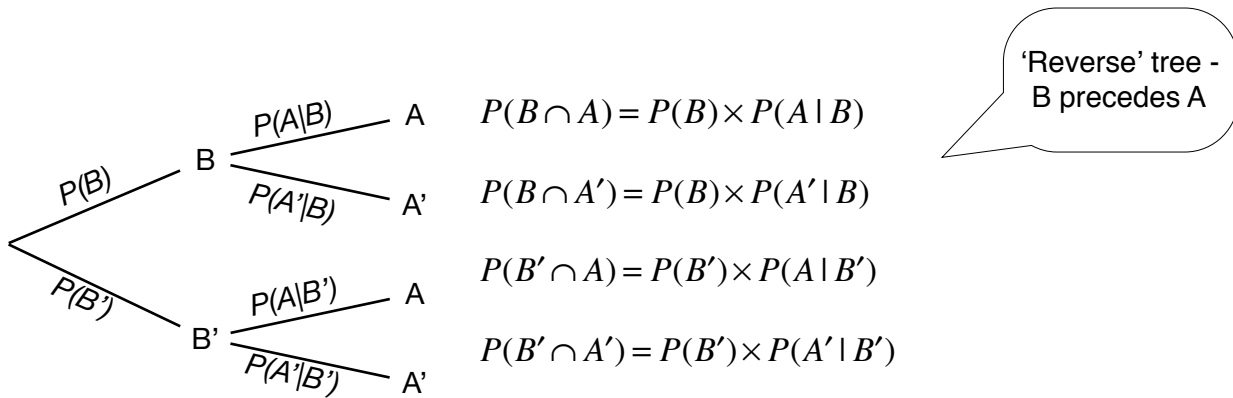 ‘Reverse’ tree -
B precedes A
P(A|B) A P(B ∩ A) = P(B) × P(A | B)
P(B) B
P(A’|B) A’ P(B ∩ A′) = P(B) × P(A′ | B)
P(B’) P(A|B’) A P(B′ ∩ A) = P(B′) × P(A | B′)
B’
P(A’|B’) A’ P(B′ ∩ A′) = P(B′) × P(A′ | B′)